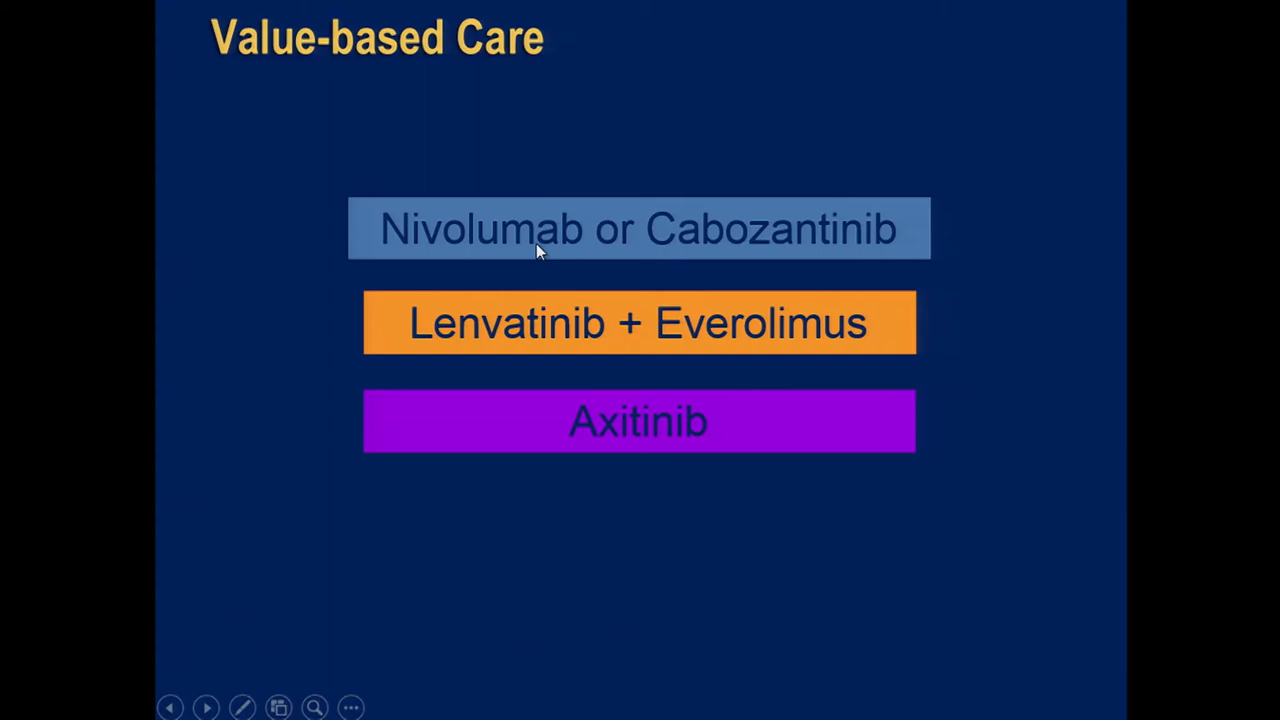 Value-based Care
Nivolumab or Cabozantinib
Lenvatinib + Everolimus
Axitinib